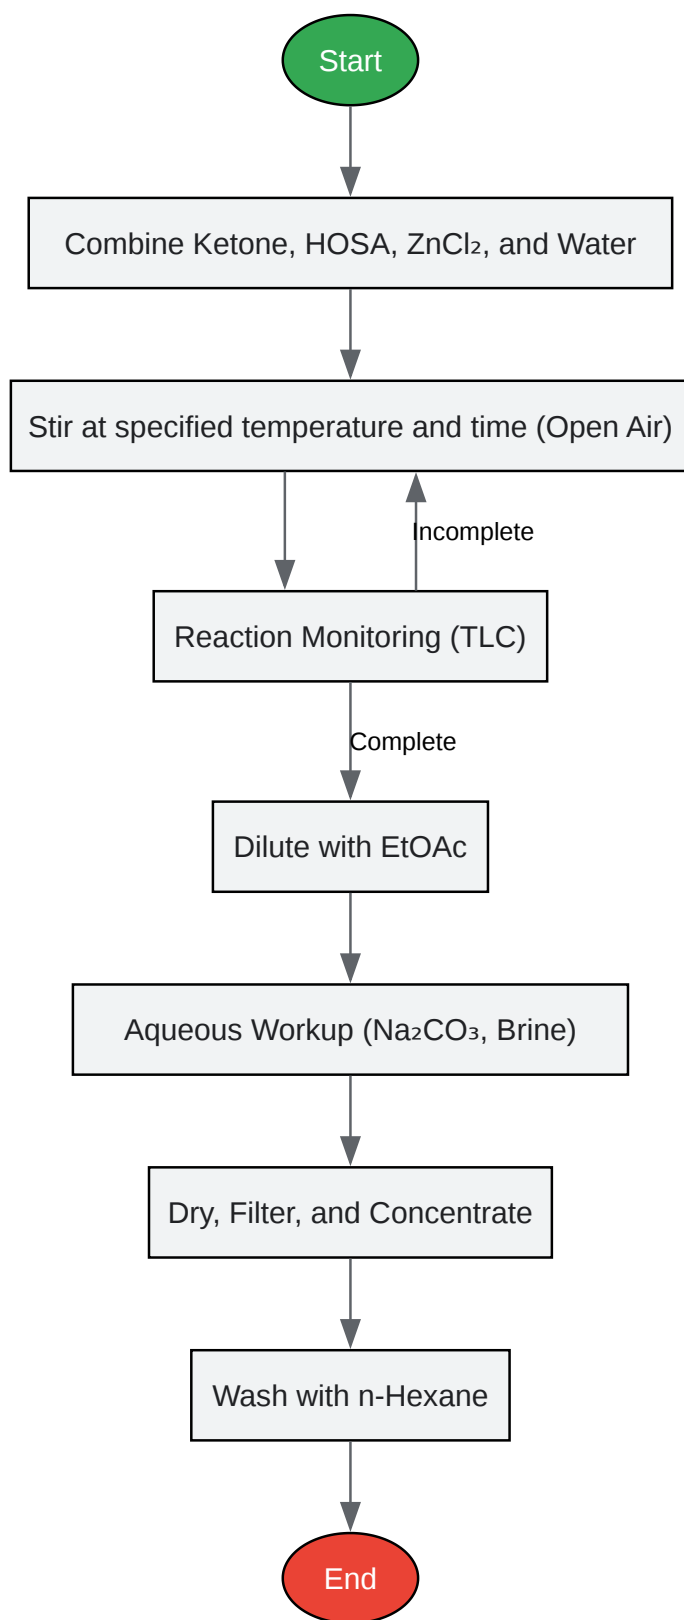 Start
Combine Ketone, HOSA, ZnCl₂, and Water
Stir at specified temperature and time (Open Air)
Incomplete
Reaction Monitoring (TLC)
Complete
Dilute with EtOAc
Aqueous Workup (Na₂CO₃, Brine)
Dry, Filter, and Concentrate
Wash with n-Hexane
End